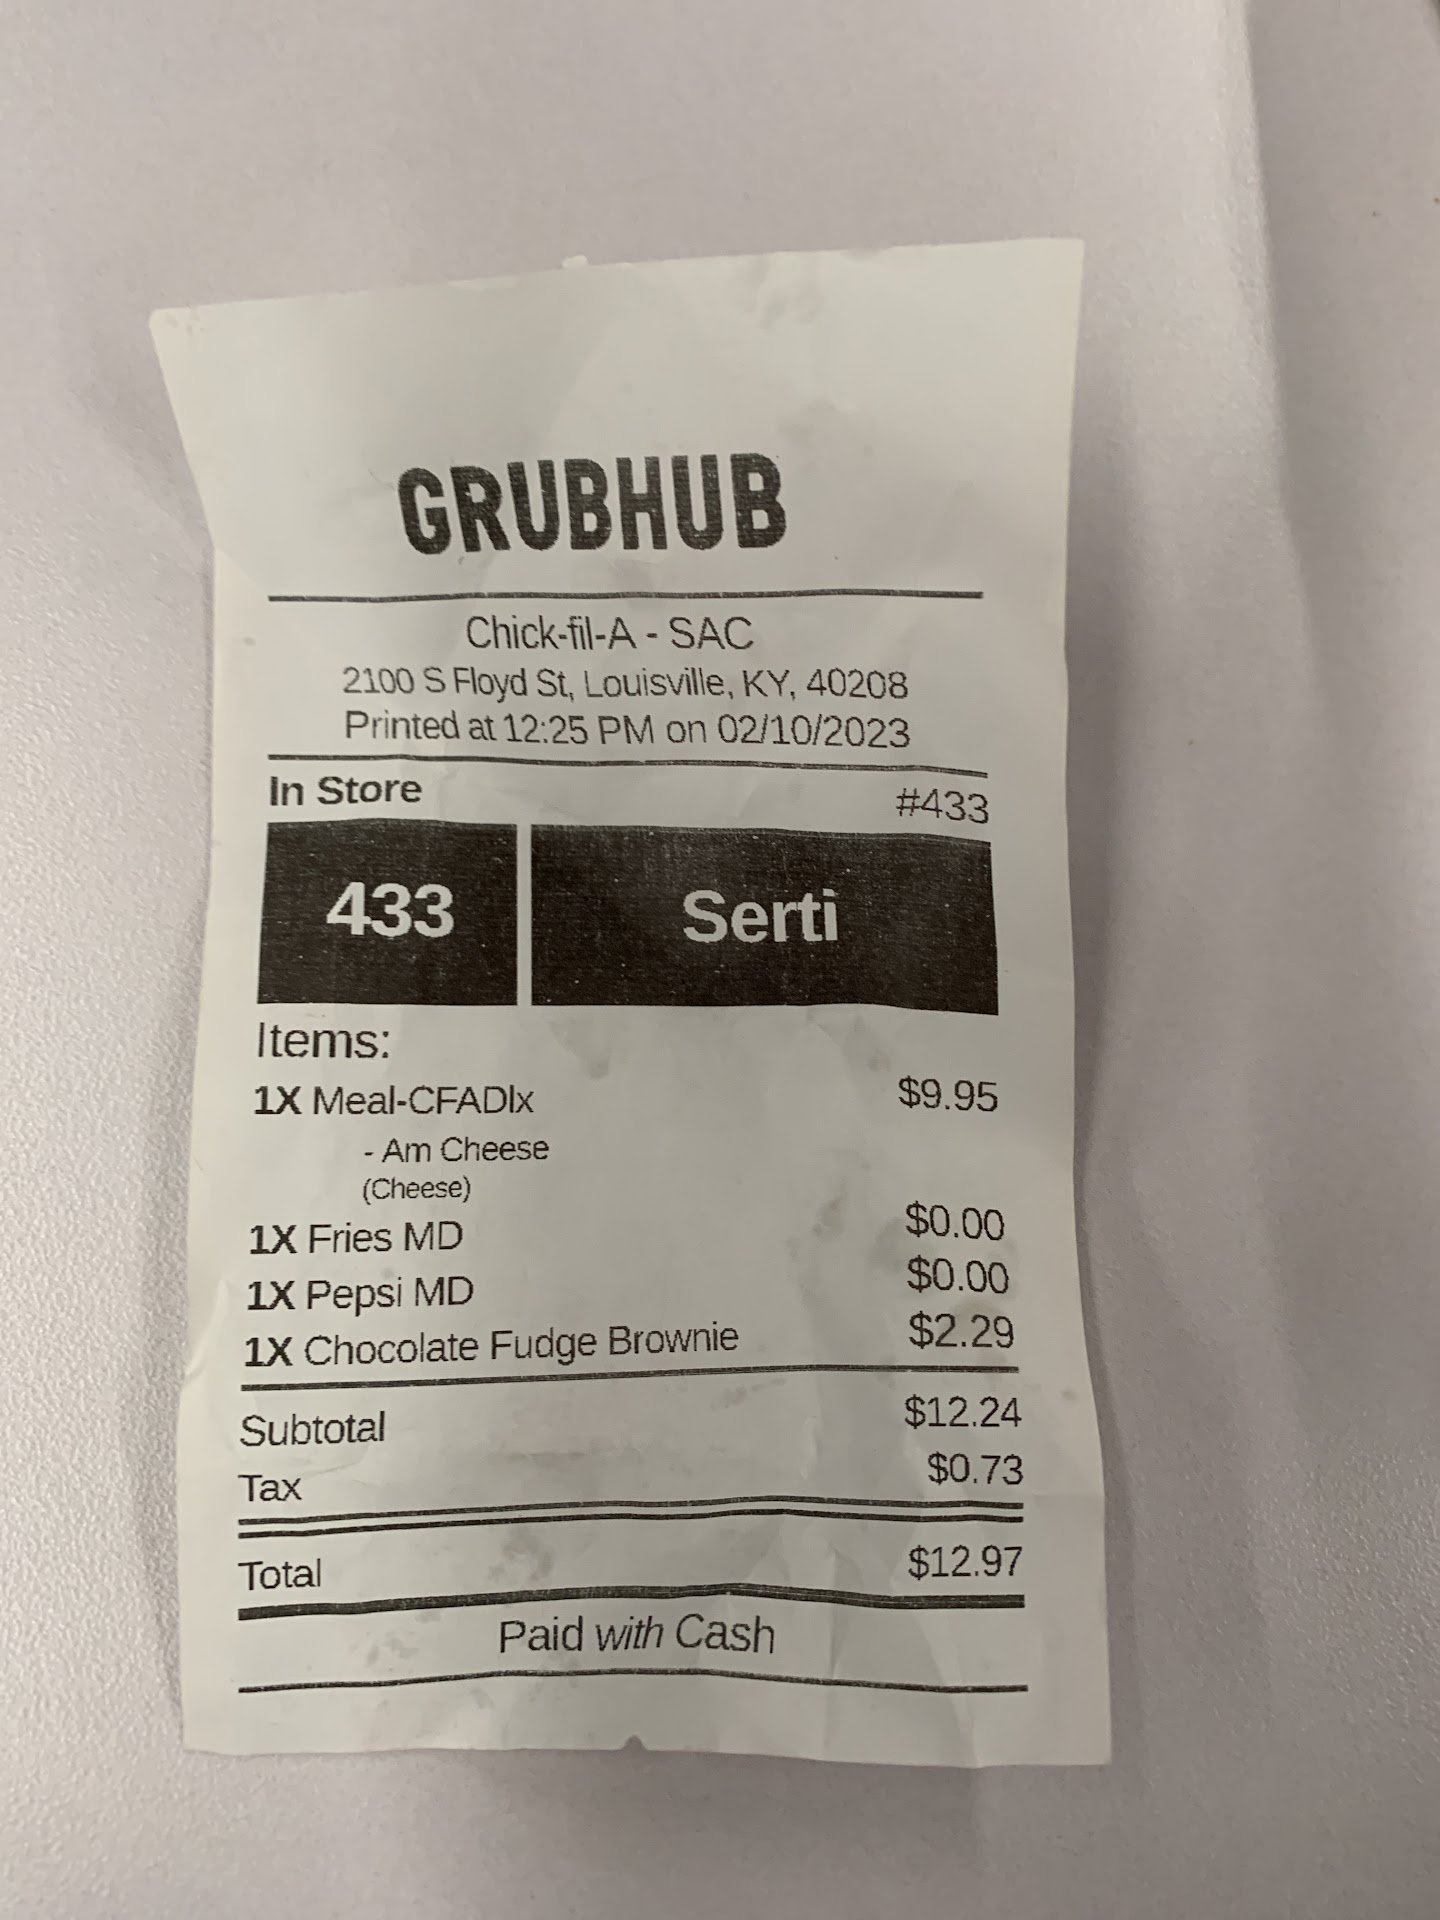 GRUBHUB
Chick-fil-A - SAC
2100 S Floyd St, Louisville, KY, 40208
Printed at 12:25 PM on 02/10/2023
In Store #433
433 Serti
Items:
1X Meal-CFADlx $9.95
- Am Cheese
(Cheese)
1X Fries MD $0.00
1X Pepsi MD $0.00
1X Chocolate Fudge Brownie $2.29
Subtotal $12.24
Tax $0.73
Total $12.97
Paid with Cash